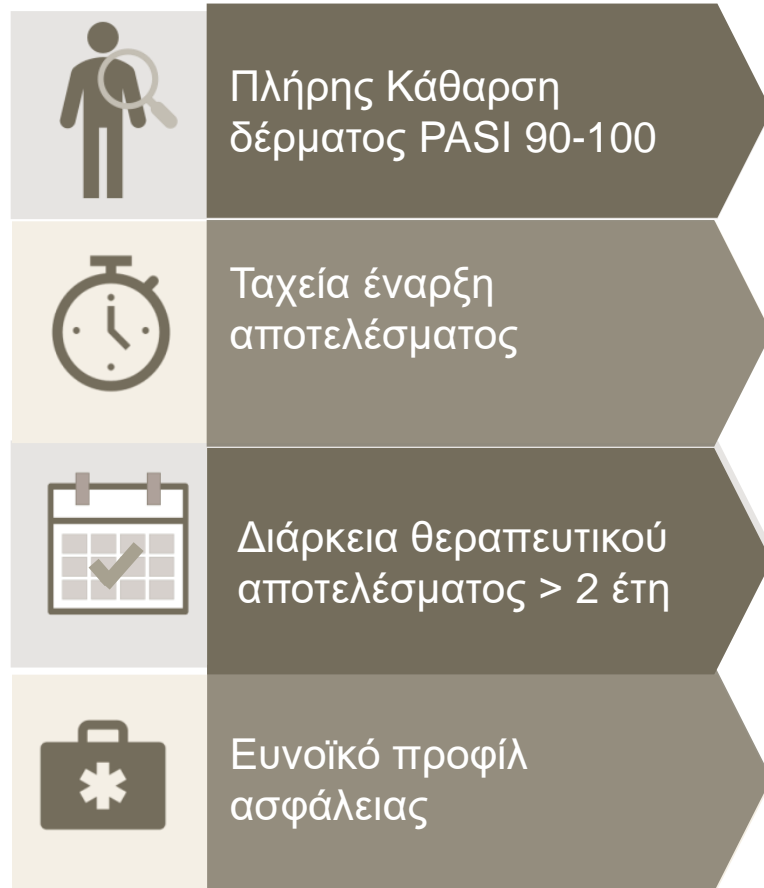 Πλήρης Κάθαρση
δέρματος PASI 90-100
Ταχεία έναρξη
αποτελέσματος
Διάρκεια θεραπευτικού
αποτελέσματος > 2 έτη
Ευνοϊκό προφίλ
ασφάλειας